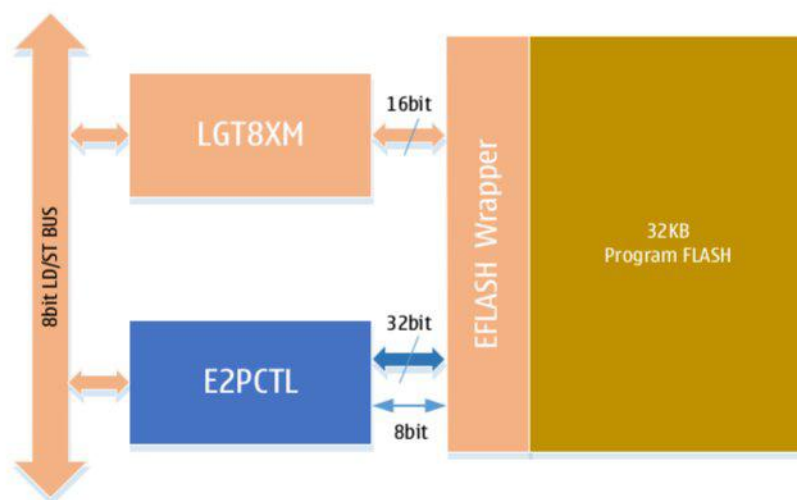 8bit LD/ST BUS
LGT8XM
16bit
E2PCTL
32bit
8bit
EFLASH Wrapper
32KB
Program FLASH